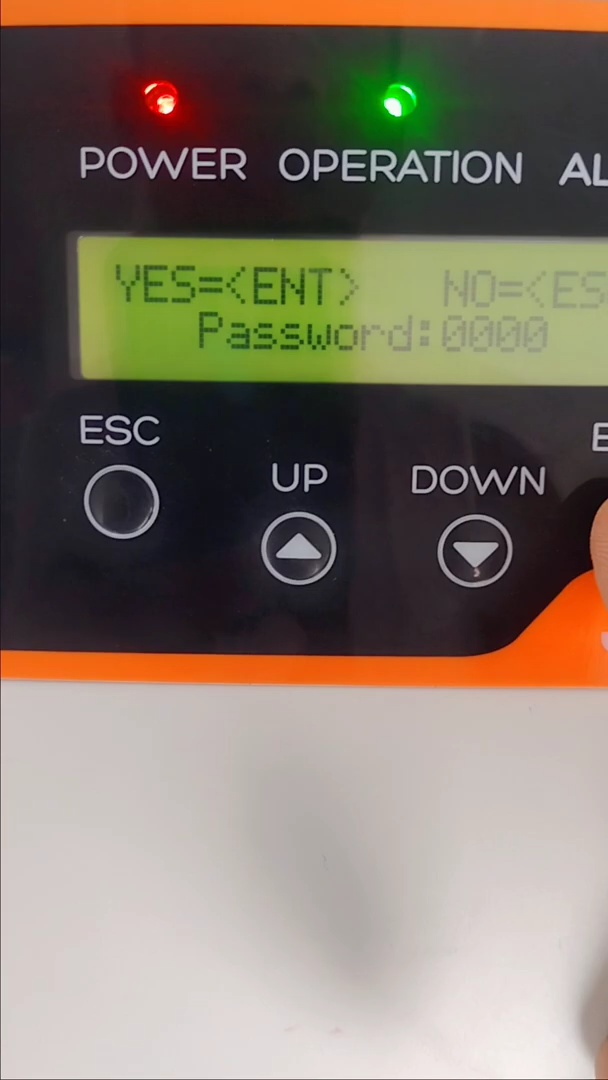 POWER OPERATION AL
YES=<ENT> NO=<ES
Password:0000
ESC
UP DOWN E